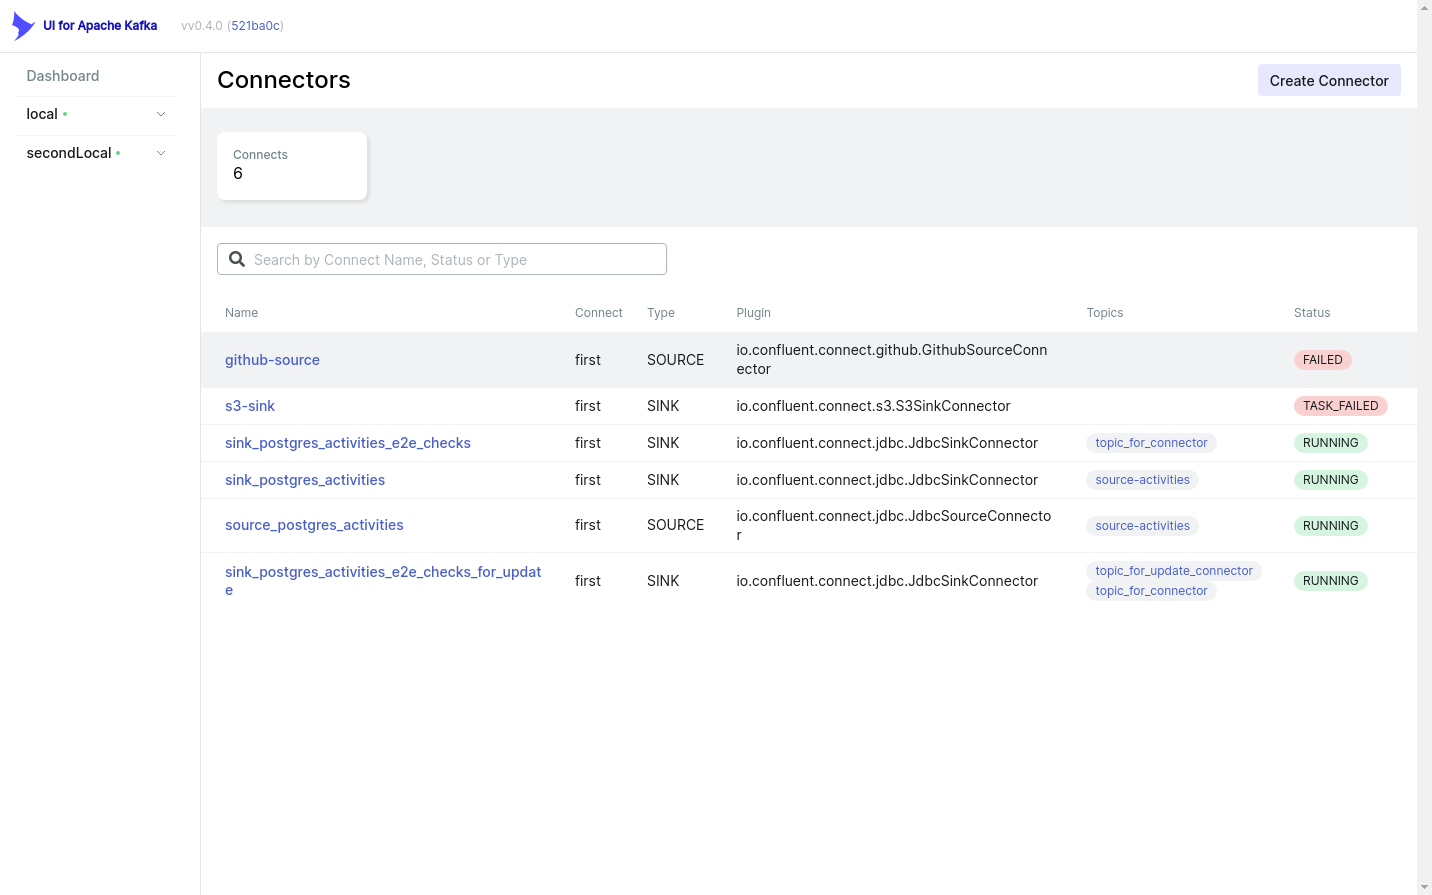 UI for Apache Kafka vv0.4.0 (521ba0c)
Dashboard
local
secondLocal
Connectors
Create Connector
Connects
6
Search by Connect Name, Status or Type
Name Connect Type Plugin Topics Status
github-source first SOURCE io.confluent.connect.github.GithubSourceConn
ector FAILED
s3-sink first SINK io.confluent.connect.s3.S3SinkConnector TASK_FAILED
sink_postgres_activities_e2e_checks first SINK io.confluent.connect.jdbc.JdbcSinkConnector topic_for_connector RUNNING
sink_postgres_activities first SINK io.confluent.connect.jdbc.JdbcSinkConnector source-activities RUNNING
source_postgres_activities first SOURCE io.confluent.connect.jdbc.JdbcSourceConnecto
r source-activities RUNNING
sink_postgres_activities_e2e_checks_for_updat
e first SINK io.confluent.connect.jdbc.JdbcSinkConnector topic_for_update_connector
topic_for_connector RUNNING